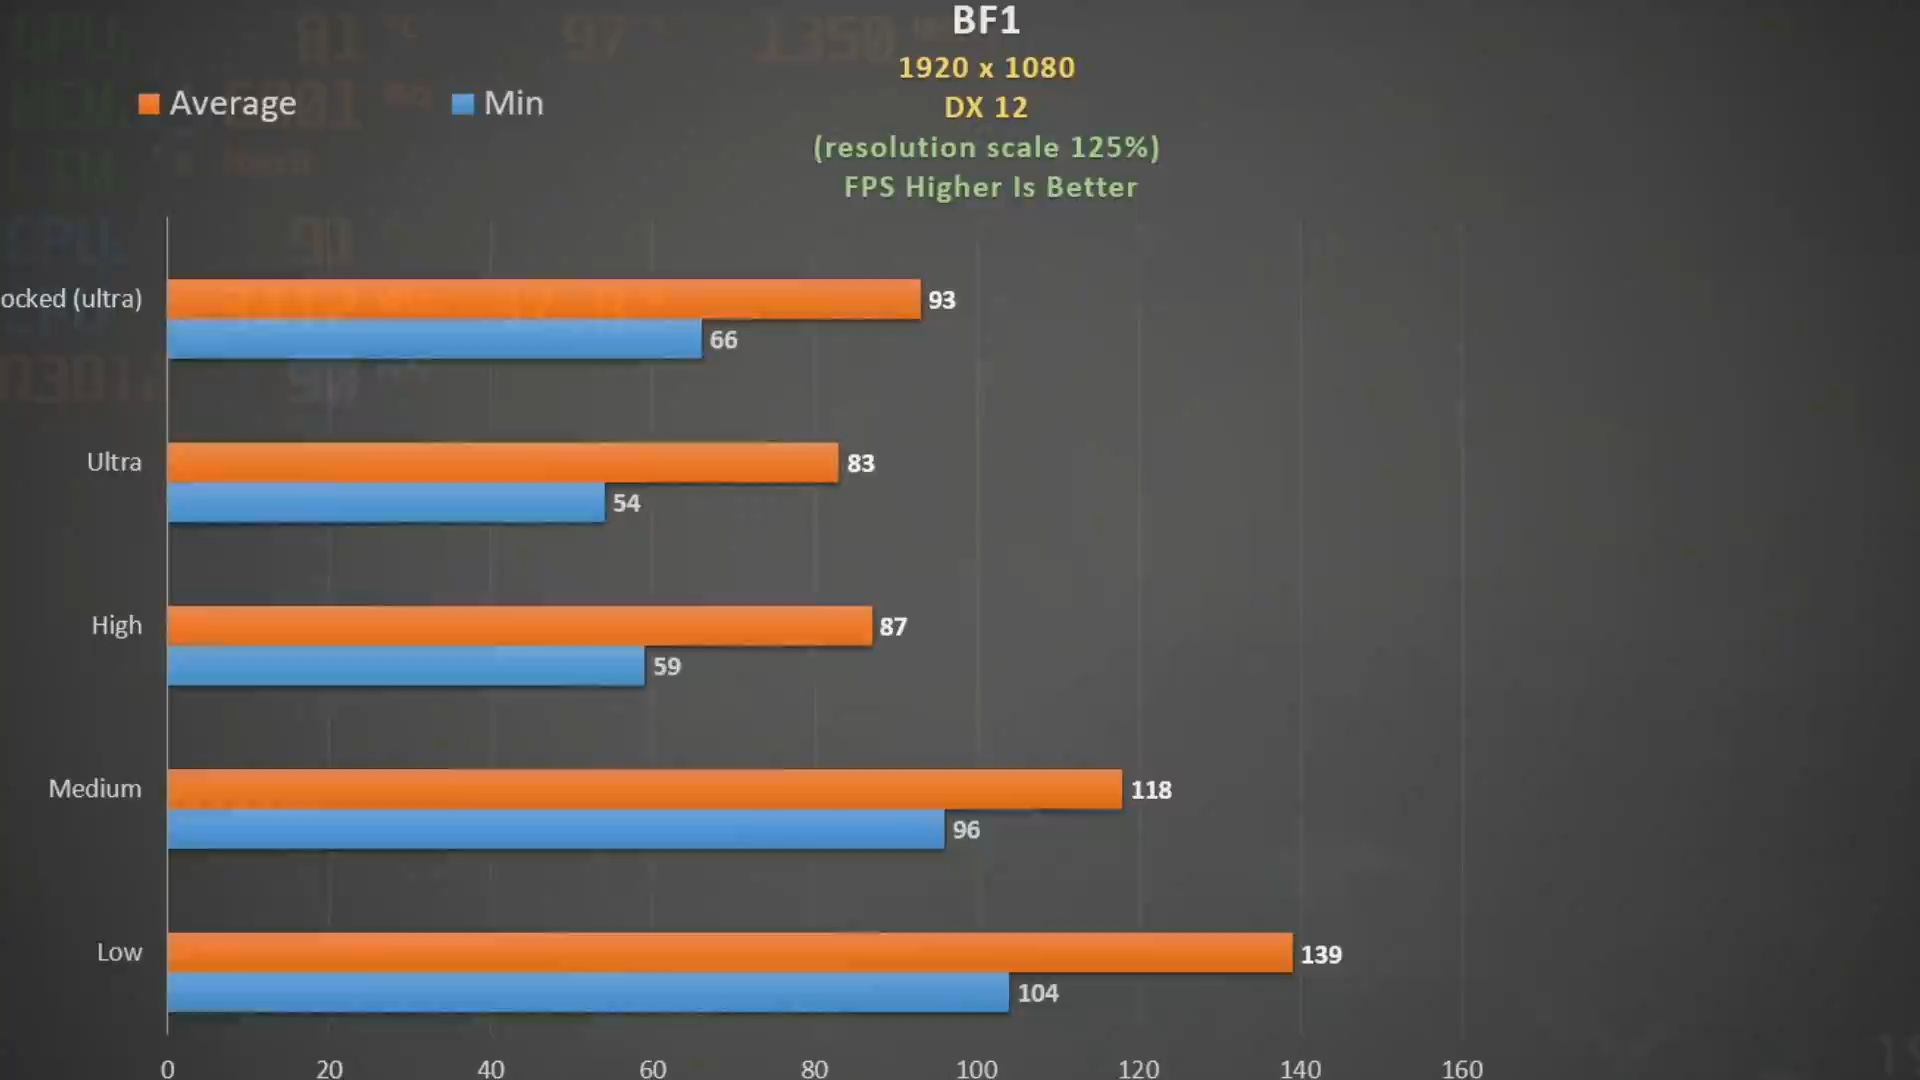 BF1
1920 x 1080
DX 12
(resolution scale 125%)
FPS Higher Is Better
Average Min
ocked (ultra) 93
66
Ultra 83
54
High 87
59
Medium 118
96
Low 139
104
0 20 40 60 80 100 120 140 160